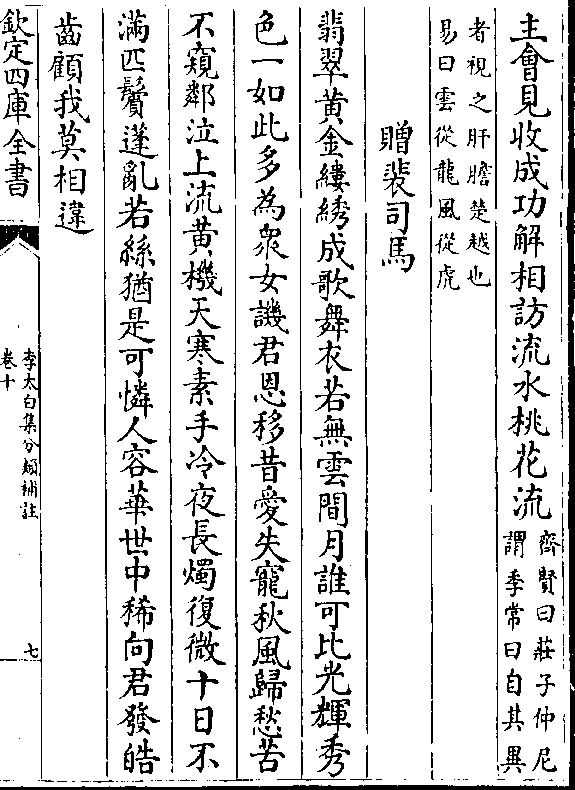 主會見收成功解相訪流水桃花流齊賢曰莊子仲尼
謂季常曰自其異
者視之肝膽楚越也
易曰雲從龍風從虎
贈裴司馬
翡翠黄金縷綉成歌舞衣若無雲間月誰可比光輝秀
色一如此多為衆女譏君恩移昔愛失寵秋風歸愁苦
不窺鄰泣上流黄機天寒素手冷夜長燭復微十日不
滿匹鬢蓬亂若絲猶是可憐人容華世中稀向君發皓
齒顧我莫相違
欽定四庫全書
李太白集分類補註
卷十
七